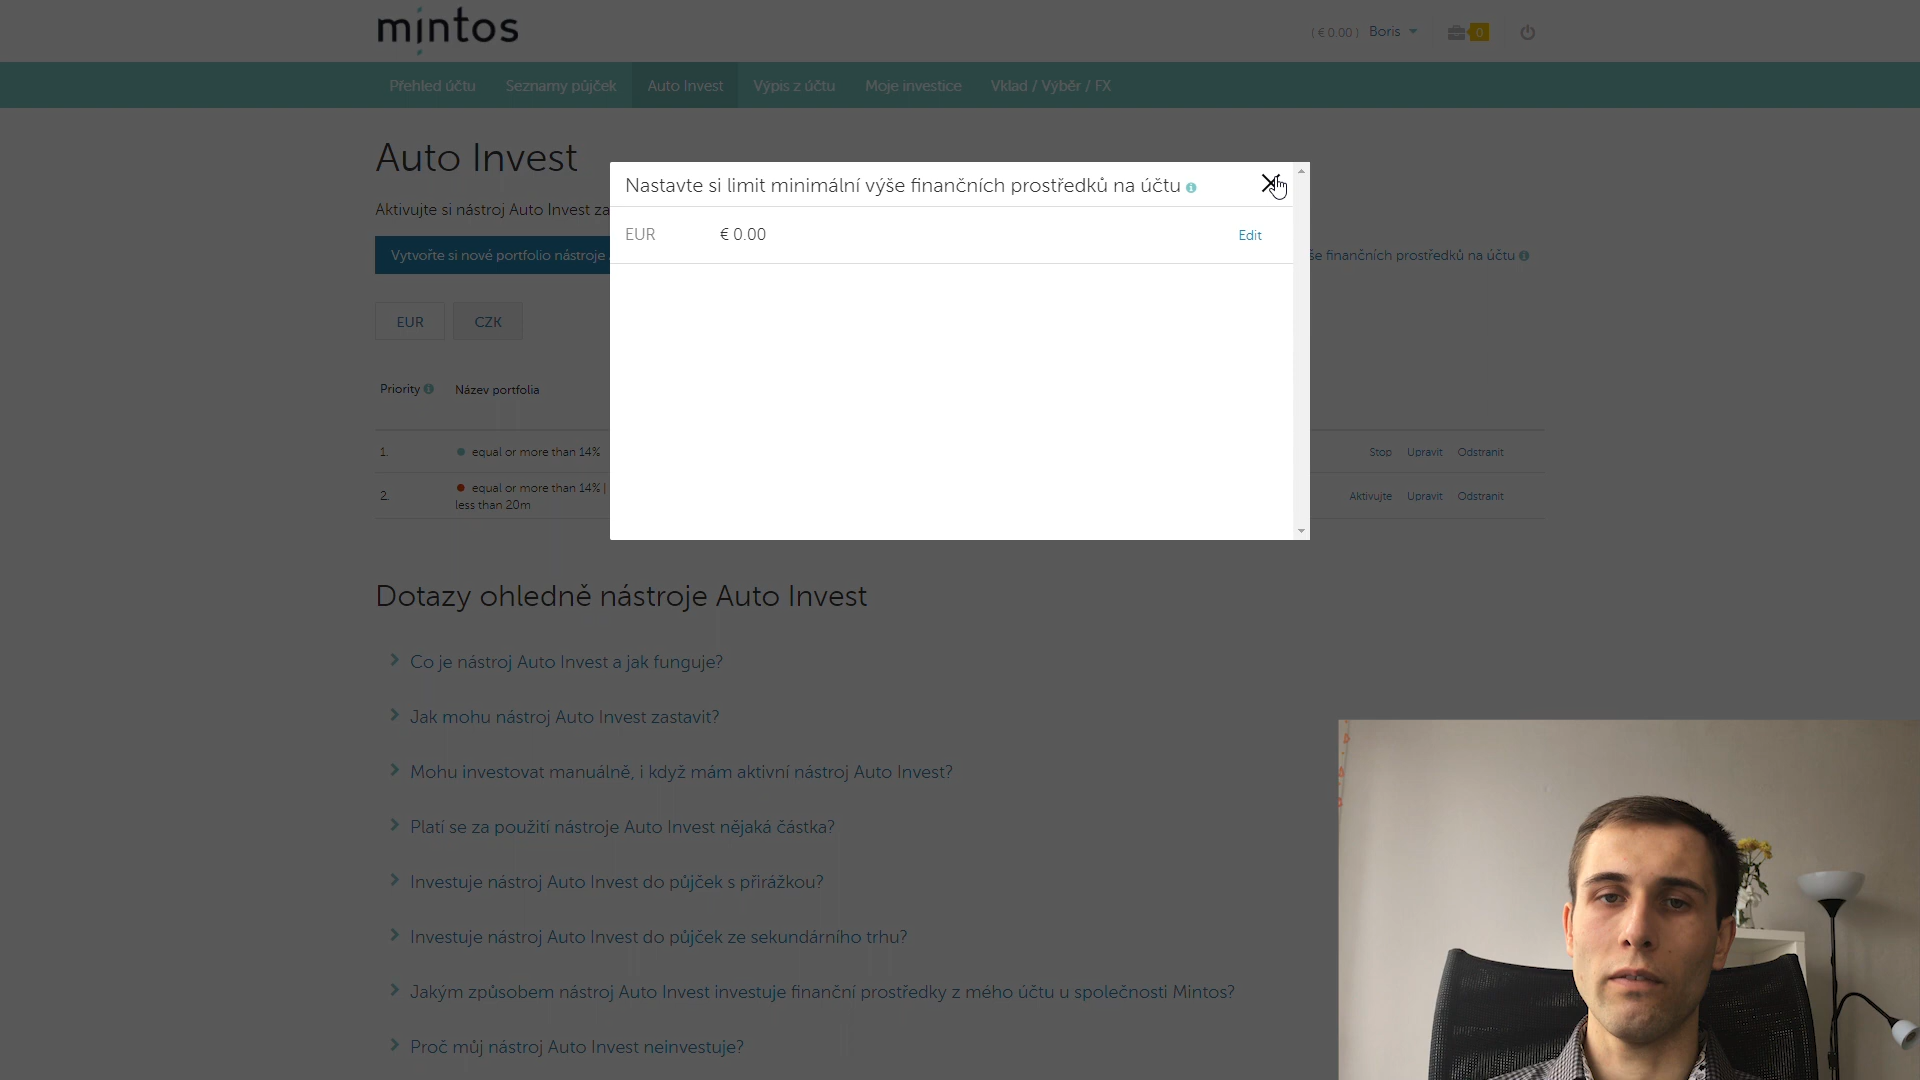 mintos
( € 0.00 ) Boris 0
Přehled účtu Seznamy půjček Auto Invest Výpis z účtu Moje investice Vklad / Výběr / FX
Auto Invest
Nastavte si limit minimální výše finančních prostředků na účtu
Aktivujte si nástroj Auto Invest
EUR € 0.00 Edit
Vytvořte si nové portfolio nástroje
finančních prostředků na účtu
EUR CZK
Priority Název portfolia
1. equal or more than 14% Stop Upravit Odstranit
2. equal or more than 14% | Aktivujte Upravit Odstranit
less than 20m
Dotazy ohledně nástroje Auto Invest
Co je nástroj Auto Invest a jak funguje?
Jak mohu nástroj Auto Invest zastavit?
Mohu investovat manuálně, i když mám aktivní nástroj Auto Invest?
Platí se za použití nástroje Auto Invest nějaká částka?
Investuje nástroj Auto Invest do půjček s přirážkou?
Investuje nástroj Auto Invest do půjček ze sekundárního trhu?
Jakým způsobem nástroj Auto Invest investuje finanční prostředky z mého účtu u společnosti Mintos?
Proč můj nástroj Auto Invest neinvestuje?